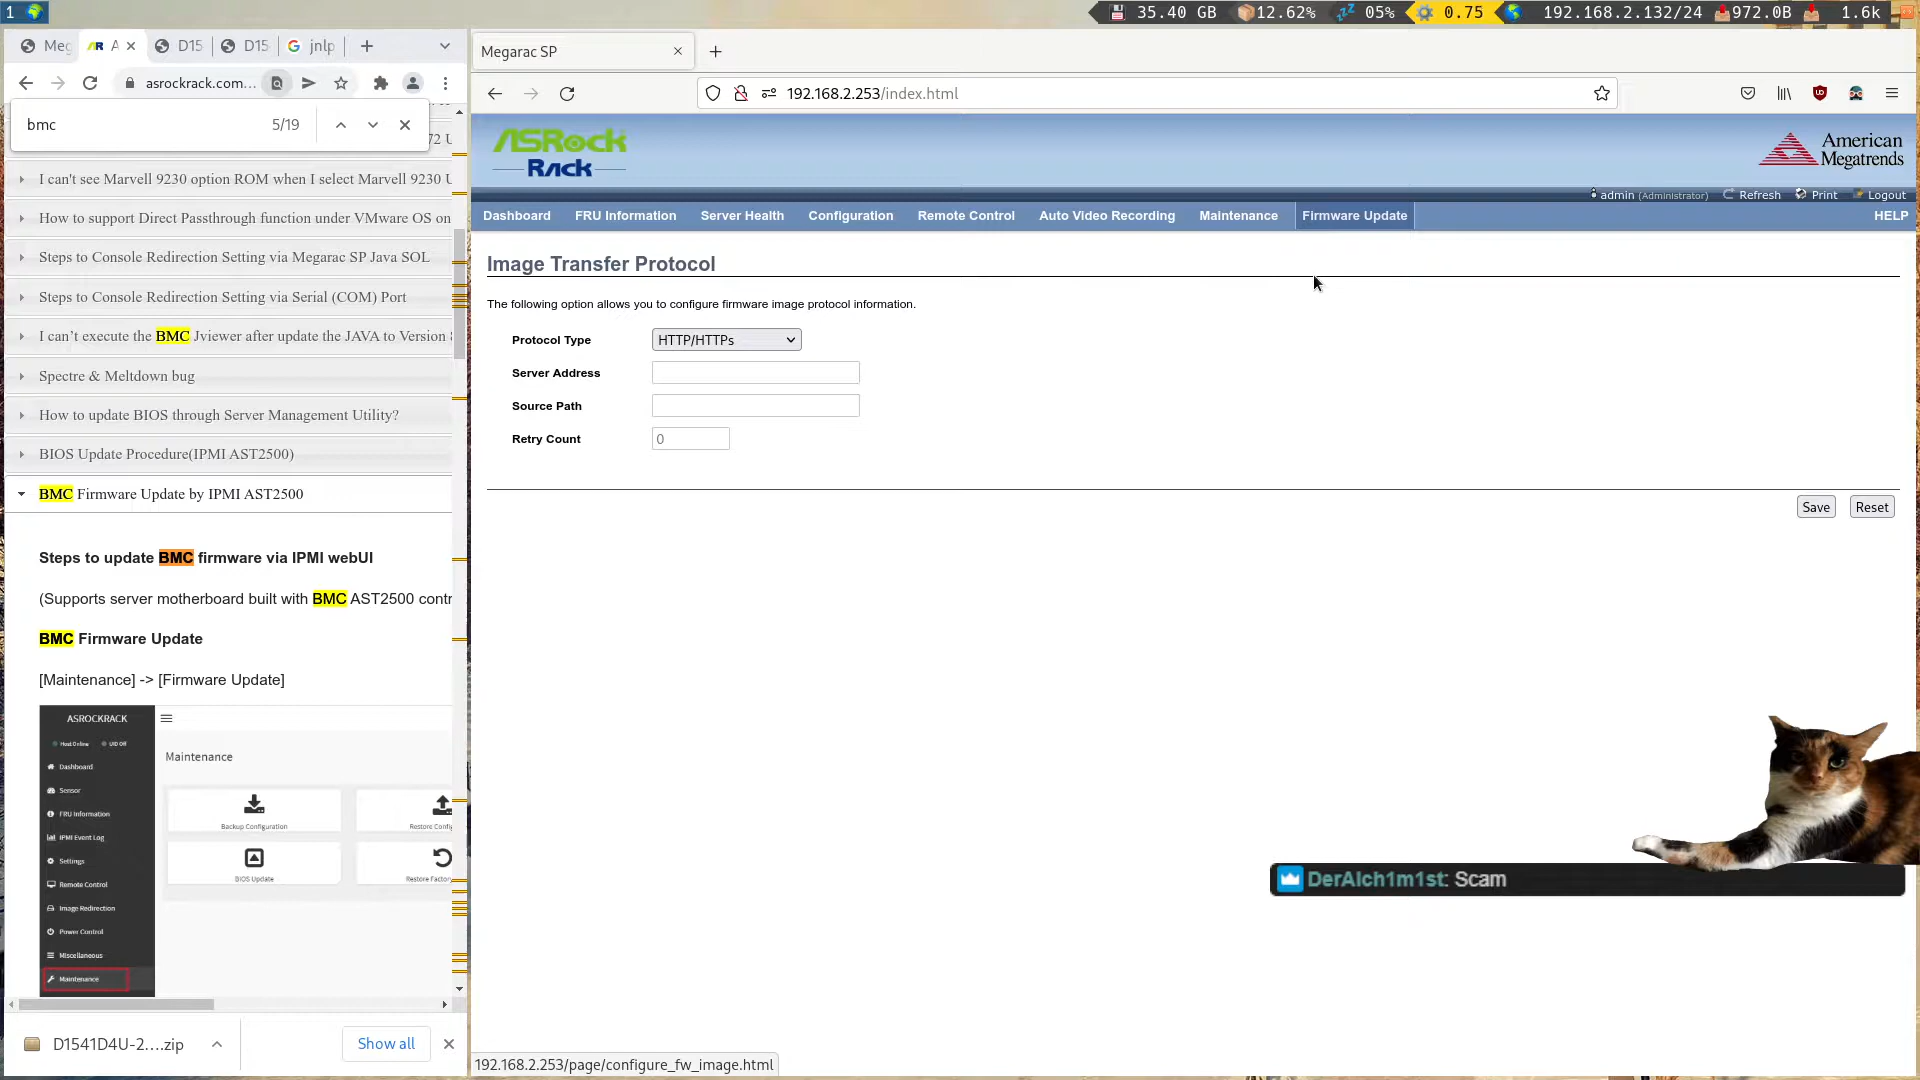 1
35.40 GB
12.62%
05%
0.75
192.168.2.132/24
972.0B
1.6k
Meg
A
D15
D15
jnlp
asrockrack.com...
bmc
5/19
72 U
I can't see Marvell 9230 option ROM when I select Marvell 9230 U
How to support Direct Passthrough function under VMware OS on
Steps to Console Redirection Setting via Megarac SP Java SOL
Steps to Console Redirection Setting via Serial (COM) Port
I can't execute the BMC Jviewer after update the JAVA to Version 8
Spectre & Meltdown bug
How to update BIOS through Server Management Utility?
BIOS Update Procedure(IPMI AST2500)
BMC Firmware Update by IPMI AST2500
Steps to update BMC firmware via IPMI webUI
(Supports server motherboard built with BMC AST2500 contr
BMC Firmware Update
[Maintenance] -> [Firmware Update]
ASROCKRACK
Host Online
UID Off
Dashboard
Sensor
FRU Information
IPMI Event Log
Settings
Remote Control
Image Redirection
Power Control
Miscellaneous
Maintenance
Maintenance
Backup Configuration
Restore Config
BIOS Update
Restore Factory
D1541D4U-2....zip
Show all
Megarac SP
192.168.2.253/index.html
ASRock
Rack
American
Megatrends
admin (Administrator)
Refresh
Print
Logout
Dashboard
FRU Information
Server Health
Configuration
Remote Control
Auto Video Recording
Maintenance
Firmware Update
HELP
Image Transfer Protocol
The following option allows you to configure firmware image protocol information.
Protocol Type
HTTP/HTTPs
Server Address
Source Path
Retry Count
0
Save
Reset
DerAlch1m1st: Scam
192.168.2.253/page/configure_fw_image.html